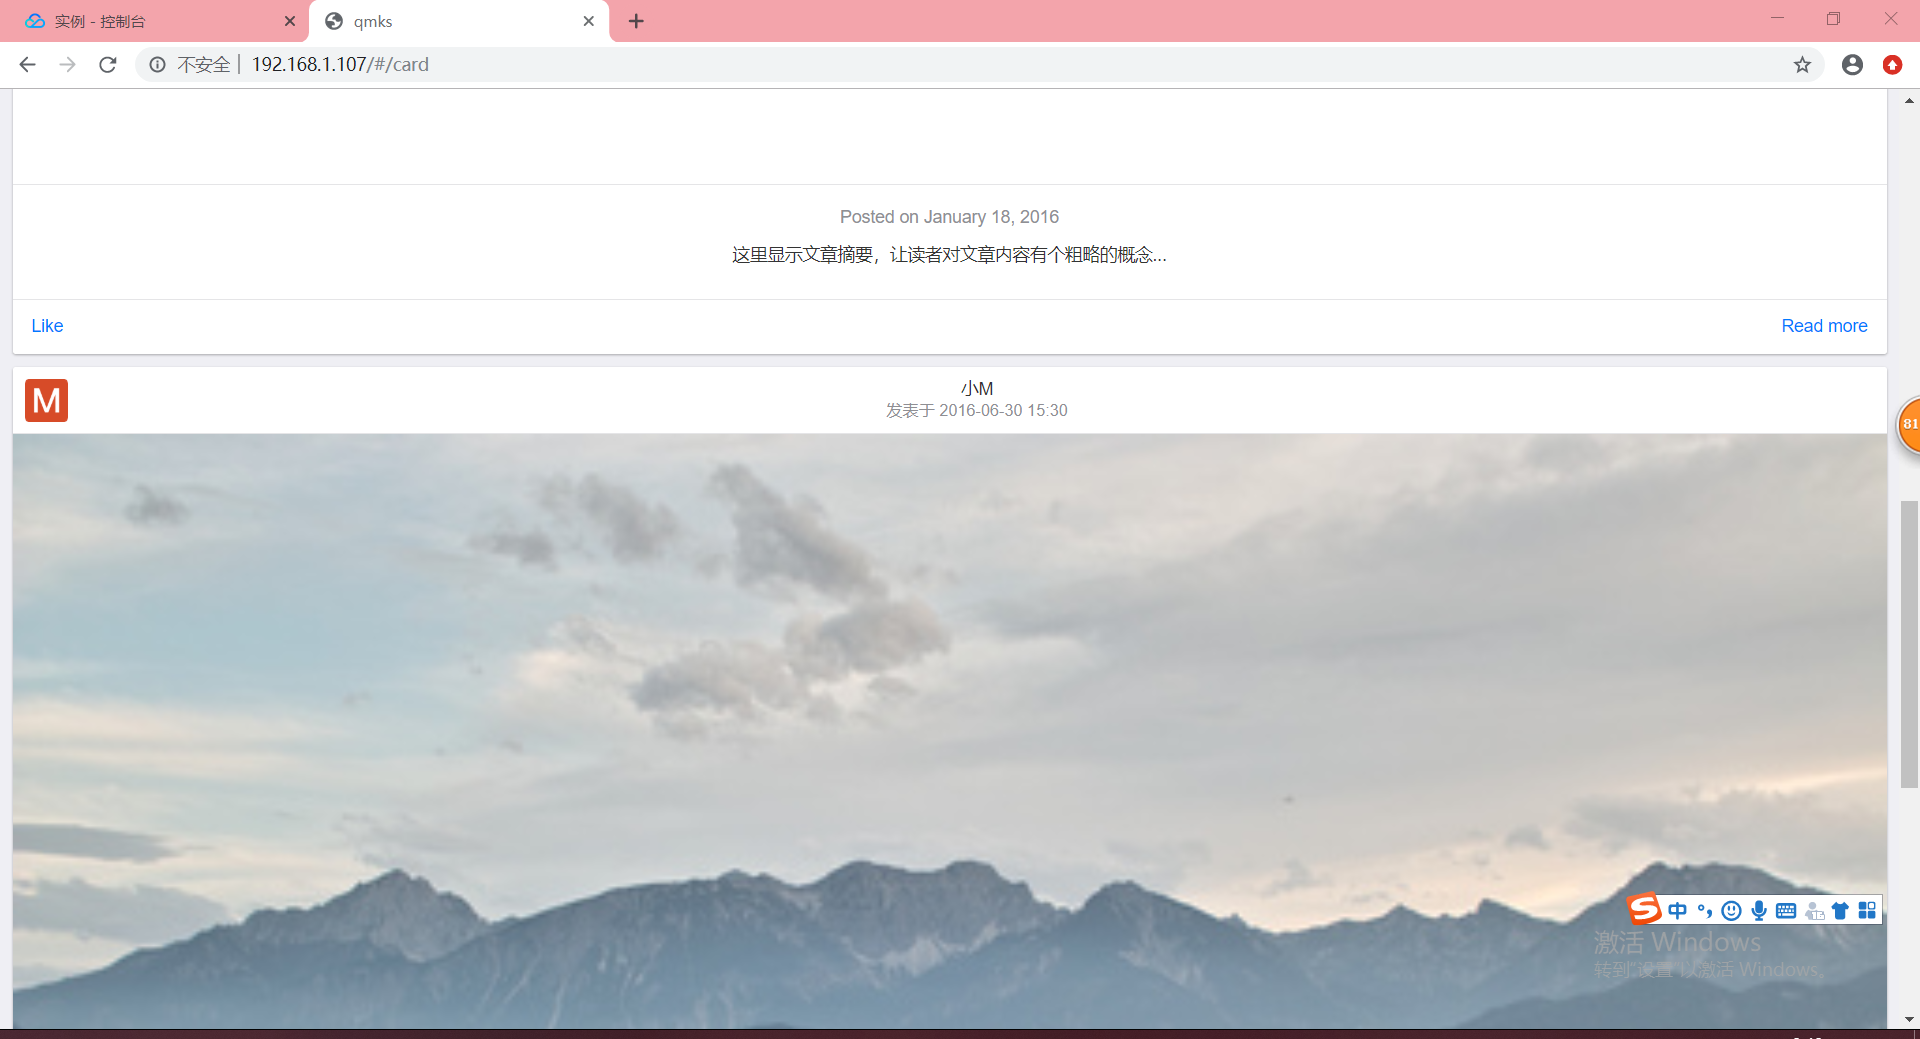 实例 - 控制台
qmks
不安全 | 192.168.1.107/#/card
Posted on January 18, 2016
这里显示文章摘要，让读者对文章内容有个粗略的概念...
Like
Read more
M
小M
发表于 2016-06-30 15:30
81
S 中
激活 Windows
转到"设置"以激活 Windows。